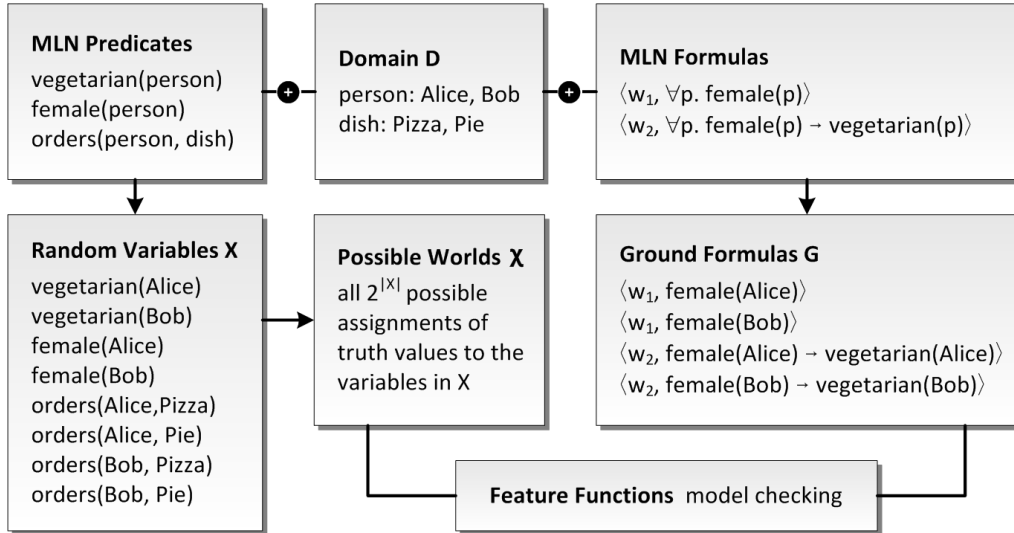 MLN Predicates
vegetarian(person)
female(person)
orders(person, dish)
+
Domain D
person: Alice, Bob
dish: Pizza, Pie
+
MLN Formulas
⟨w₁, ∀p. female(p)⟩
⟨w₂, ∀p. female(p) → vegetarian(p)⟩
Random Variables X
vegetarian(Alice)
vegetarian(Bob)
female(Alice)
female(Bob)
orders(Alice,Pizza)
orders(Alice, Pie)
orders(Bob, Pizza)
orders(Bob, Pie)
Possible Worlds χ
all 2^|X| possible
assignments of
truth values to the
variables in X
Ground Formulas G
⟨w₁, female(Alice)⟩
⟨w₁, female(Bob)⟩
⟨w₂, female(Alice) → vegetarian(Alice)⟩
⟨w₂, female(Bob) → vegetarian(Bob)⟩
Feature Functions model checking